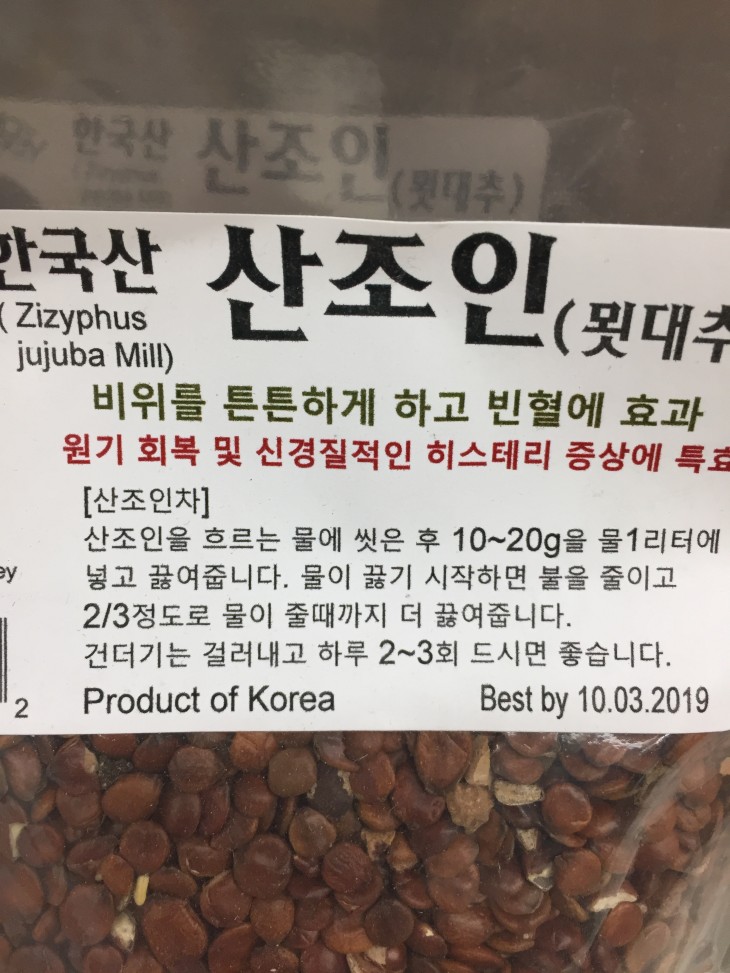 한국산 산조인(묏대추)
한국산 산조인(묏대추
( Zizyphus
jujuba Mill)
비위를 튼튼하게 하고 빈혈에 효과
원기 회복 및 신경질적인 히스테리 증상에 특효
[산조인차]
산조인을 흐르는 물에 씻은 후 10~20g을 물1리터에
넣고 끓여줍니다. 물이 끓기 시작하면 불을 줄이고
2/3정도로 물이 줄때까지 더 끓여줍니다.
건더기는 걸러내고 하루 2~3회 드시면 좋습니다.
ey
2
Product of Korea Best by 10.03.2019